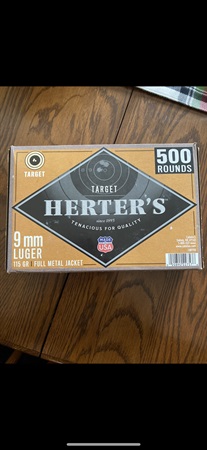 500
ROUNDS
TARGET
TARGET
HERTER'S
SINCE 1893
TENACIOUS FOR QUALITY
9mm
LUGER
115 GR FULL METAL JACKET
MADE
USA